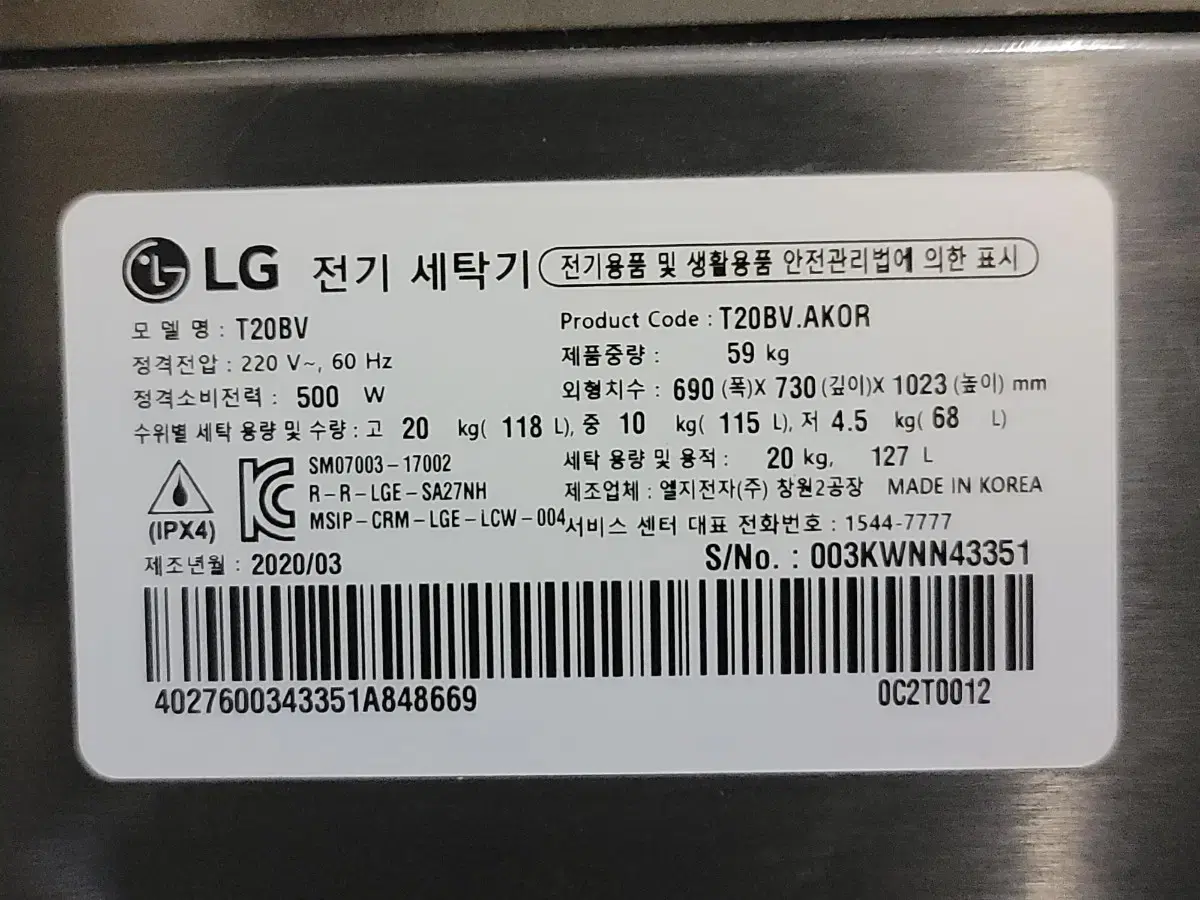 LG 전기 세탁기 전기용품 및 생활용품 안전관리법에 의한 표시
모 델 명 : T20BV
Product Code : T20BV.AKOR
정격전압 : 220 V~, 60 Hz
제품중량 : 59 kg
정격소비전력 : 500 W
외형치수 : 690 (폭)X 730 (깊이)X 1023 (높이) mm
수위별 세탁 용량 및 수량 : 고 20 kg( 118 L), 중 10 kg( 115 L), 저 4.5 kg( 68 L)
세탁 용량 및 용적 : 20 kg, 127 L
SM07003-17002
R-R-LGE-SA27NH
MSIP-CRM-LGE-LCW-004
(IPX4)
제조업체 : 엘지전자(주) 창원2공장 MADE IN KOREA
서비스 센터 대표 전화번호 : 1544-7777
제조년월 : 2020/03
S/No. : 003KWNN43351
4027600343351A848669
0C2T0012